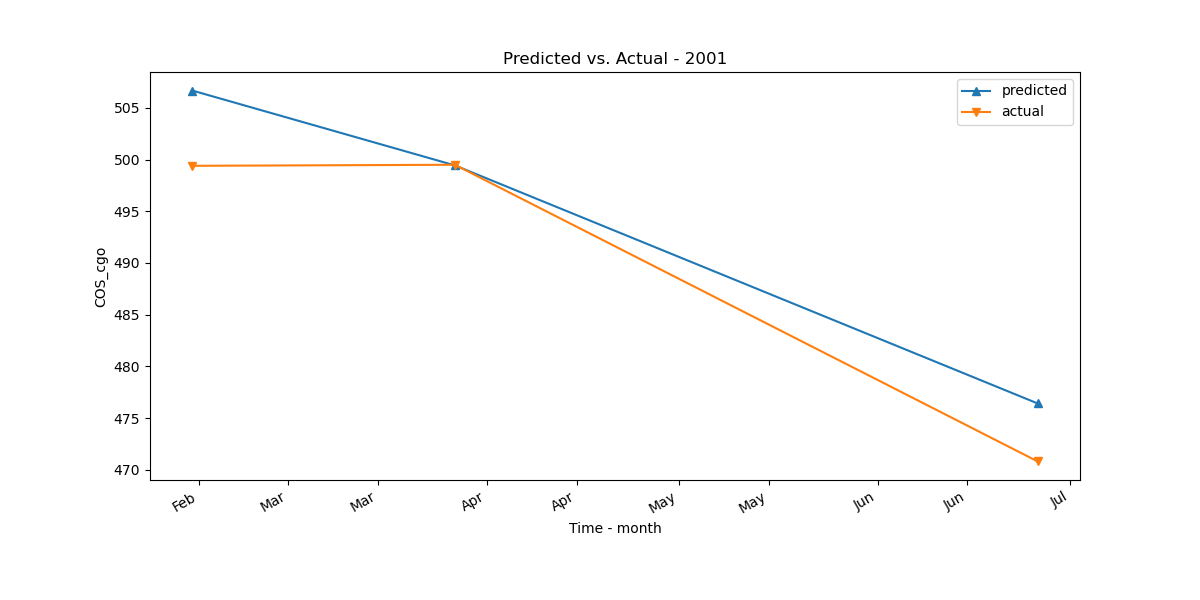 Predicted vs. Actual - 2001
predicted
actual
COS_cgo
505
500
495
490
485
480
475
470
Feb
Mar
Mar
Apr
Apr
May
May
Jun
Jun
Jul
Time - month